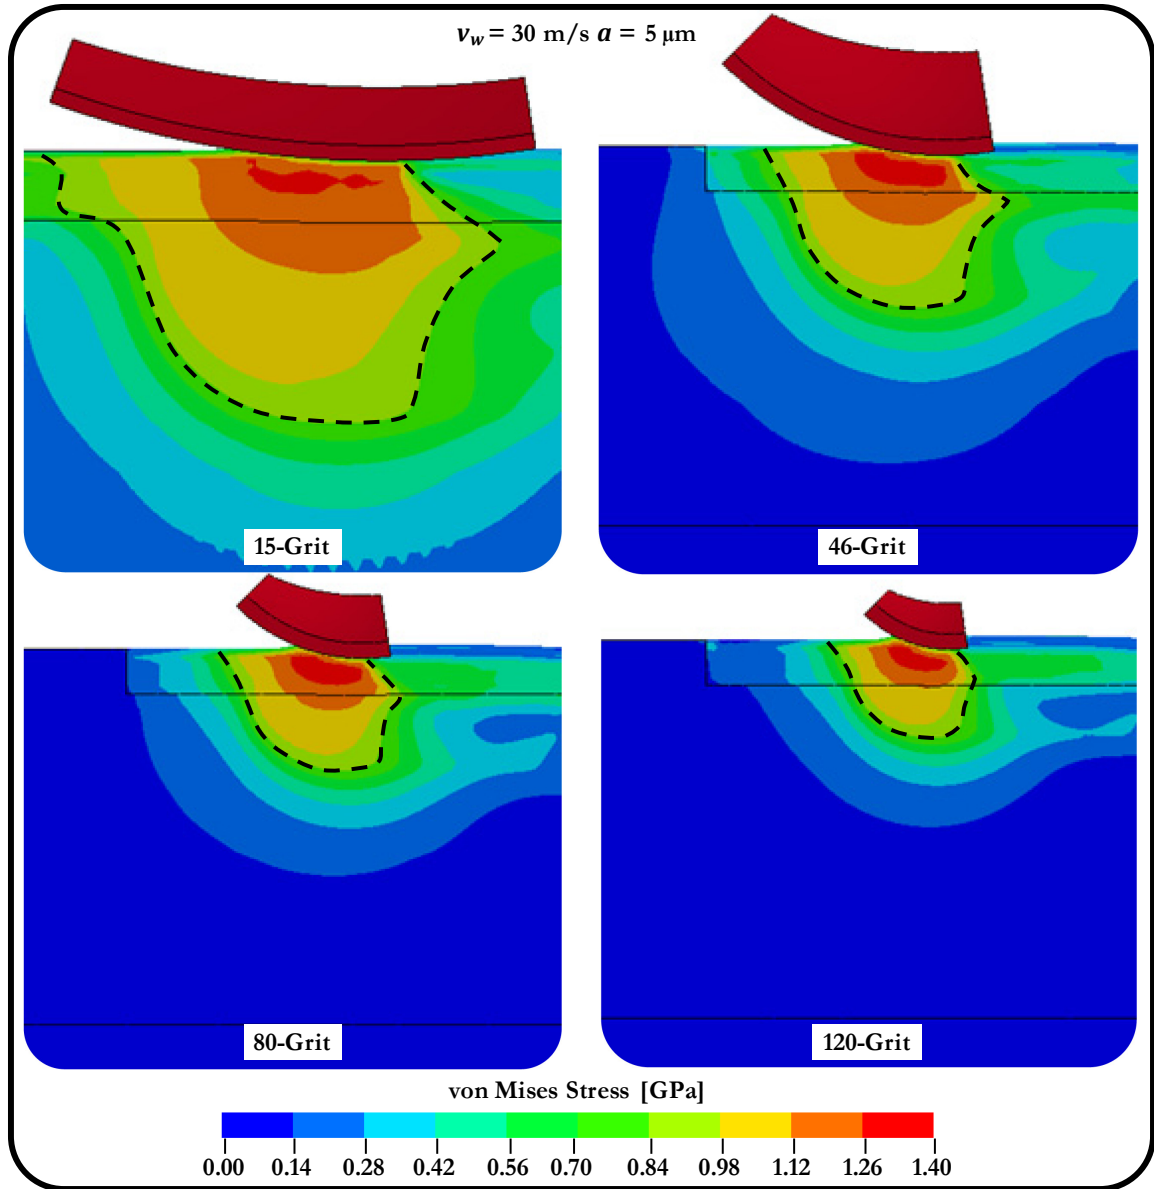 v_w = 30 m/s a = 5 μm
15-Grit
46-Grit
80-Grit
120-Grit
von Mises Stress [GPa]
0.00 0.14 0.28 0.42 0.56 0.70 0.84 0.98 1.12 1.26 1.40